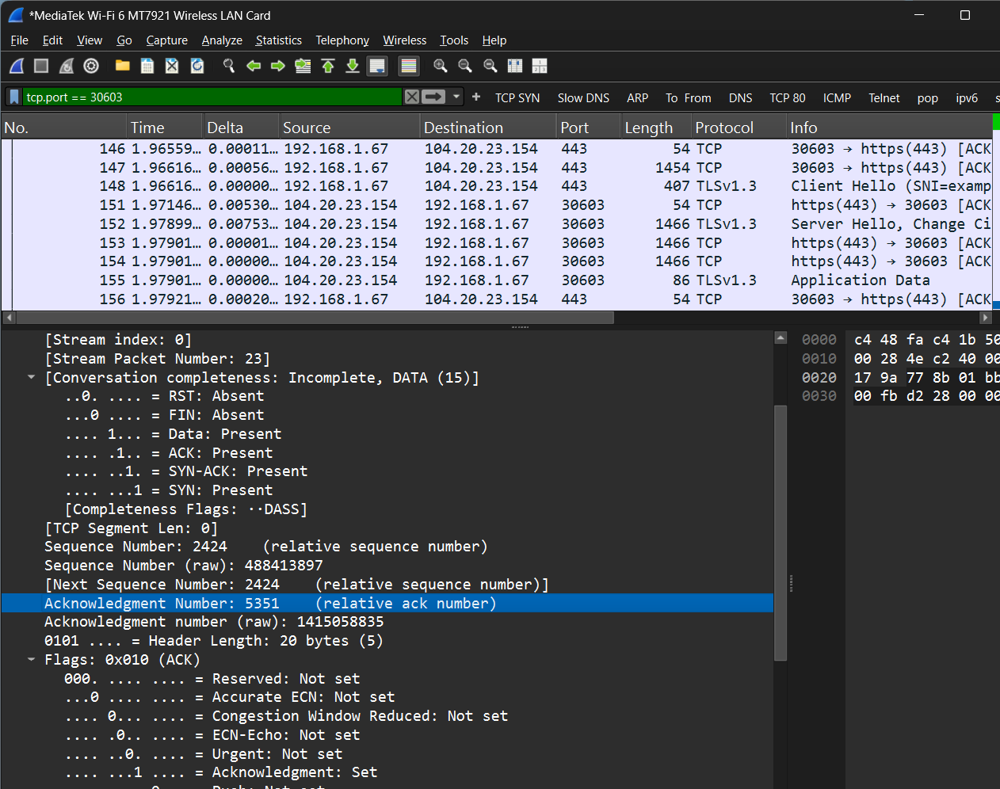 *MediaTek Wi-Fi 6 MT7921 Wireless LAN Card
File Edit View Go Capture Analyze Statistics Telephony Wireless Tools Help
tcp.port == 30603 + TCP SYN Slow DNS ARP To From DNS TCP 80 ICMP Telnet pop ipv6 s
No. Time Delta Source Destination Port Length Protocol Info
146 1.96559… 0.00011… 192.168.1.67 104.20.23.154 443 54 TCP 30603 → https(443) [ACK
147 1.96616… 0.00056… 192.168.1.67 104.20.23.154 443 1454 TCP 30603 → https(443) [ACK
148 1.96616… 0.00000… 192.168.1.67 104.20.23.154 443 407 TLSv1.3 Client Hello (SNI=examp
151 1.97146… 0.00530… 104.20.23.154 192.168.1.67 30603 54 TCP https(443) → 30603 [ACK
152 1.97899… 0.00753… 104.20.23.154 192.168.1.67 30603 1466 TLSv1.3 Server Hello, Change Ci
153 1.97901… 0.00001… 104.20.23.154 192.168.1.67 30603 1466 TCP https(443) → 30603 [ACK
154 1.97901… 0.00000… 104.20.23.154 192.168.1.67 30603 1466 TCP https(443) → 30603 [ACK
155 1.97901… 0.00000… 104.20.23.154 192.168.1.67 30603 86 TLSv1.3 Application Data
156 1.97921… 0.00020… 192.168.1.67 104.20.23.154 443 54 TCP 30603 → https(443) [ACK
[Stream index: 0]
[Stream Packet Number: 23]
[Conversation completeness: Incomplete, DATA (15)]
..0. .... = RST: Absent
...0 .... = FIN: Absent
.... 1... = Data: Present
.... .1.. = ACK: Present
.... ..1. = SYN-ACK: Present
.... ...1 = SYN: Present
[Completeness Flags: ··DASS]
[TCP Segment Len: 0]
Sequence Number: 2424 (relative sequence number)
Sequence Number (raw): 488413897
[Next Sequence Number: 2424 (relative sequence number)]
Acknowledgment Number: 5351 (relative ack number)
Acknowledgment number (raw): 1415058835
0101 .... = Header Length: 20 bytes (5)
Flags: 0x010 (ACK)
000. .... .... = Reserved: Not set
...0 .... .... = Accurate ECN: Not set
.... 0... .... = Congestion Window Reduced: Not set
.... .0.. .... = ECN-Echo: Not set
.... ..0. .... = Urgent: Not set
.... ...1 .... = Acknowledgment: Set
0000 c4 48 fa c4 1b 50
0010 00 28 4e c2 40 00
0020 17 9a 77 8b 01 bb
0030 00 fb d2 28 00 00